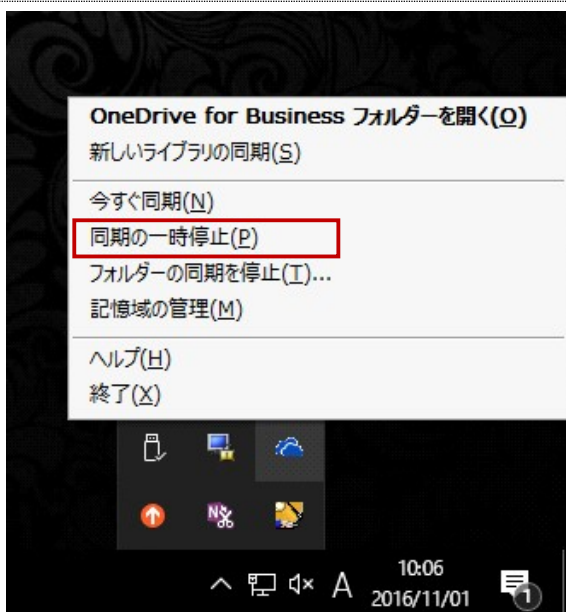 OneDrive for Business フォルダーを開く(O)
新しいライブラリの同期(S)
今すぐ同期(N)
同期の一時停止(P)
フォルダーの同期を停止(T)...
記憶域の管理(M)
ヘルプ(H)
終了(X)
N
A
10:06
2016/11/01
1